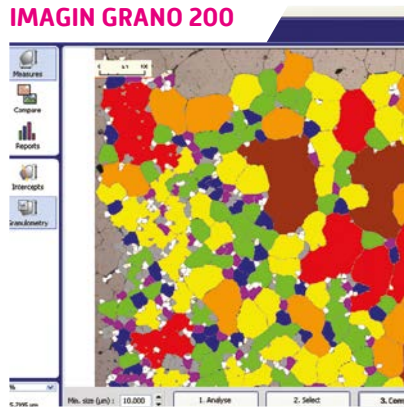 IMAGIN GRANO 200
Measures
Compare
Reports
Intercepts
Granulometry
Min. size (µm) : 10,000
1. Analyse
2. Select
3. Com